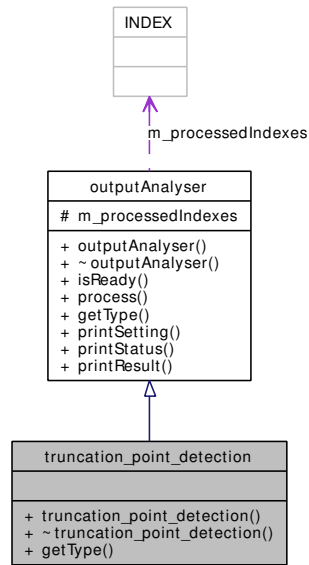 INDEX
m_processedIndexes
outputAnalyser
# m_processedIndexes
+ outputAnalyser()
+ ~ outputAnalyser()
+ isReady()
+ process()
+ getType()
+ printSetting()
+ printStatus()
+ printResult()
truncation_point_detection
+ truncation_point_detection()
+ ~ truncation_point_detection()
+ getType()